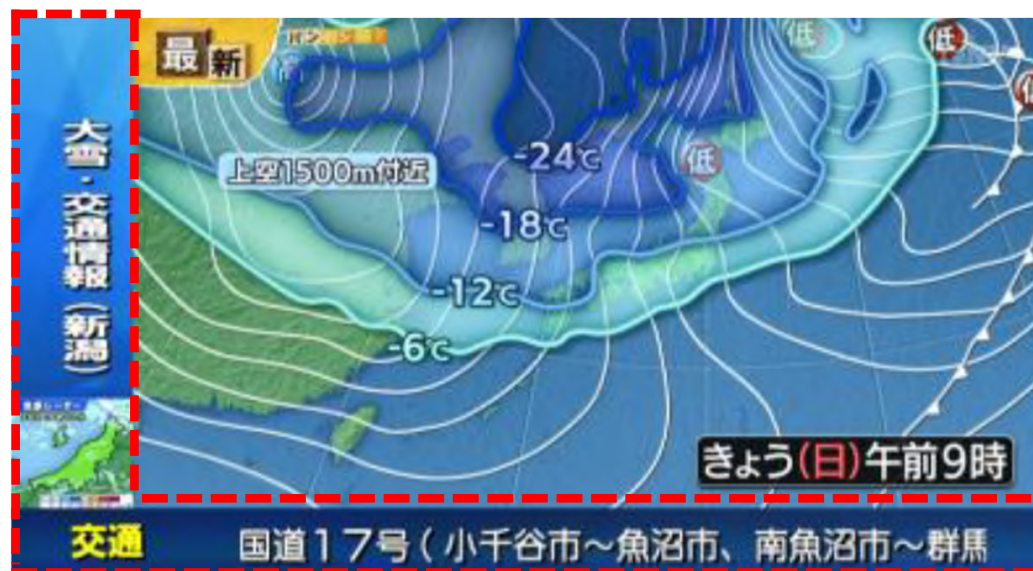 最新
低
低
高
-24℃
低
上空1500m付近
-18℃
-12℃
-6℃
大雪・交通情報(新潟)
きょう(日)午前9時
交通 国道17号(小千谷市~魚沼市、南魚沼市~群馬